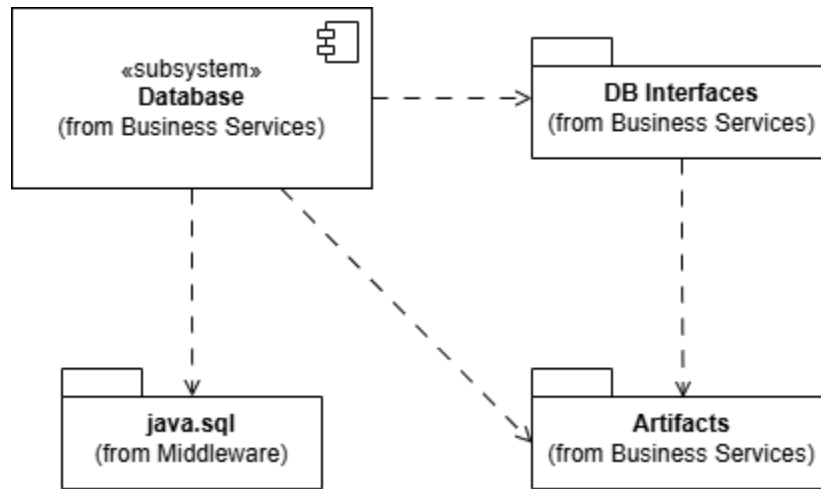 «subsystem»
Database
(from Business Services)
DB Interfaces
(from Business Services)
java.sql
(from Middleware)
Artifacts
(from Business Services)